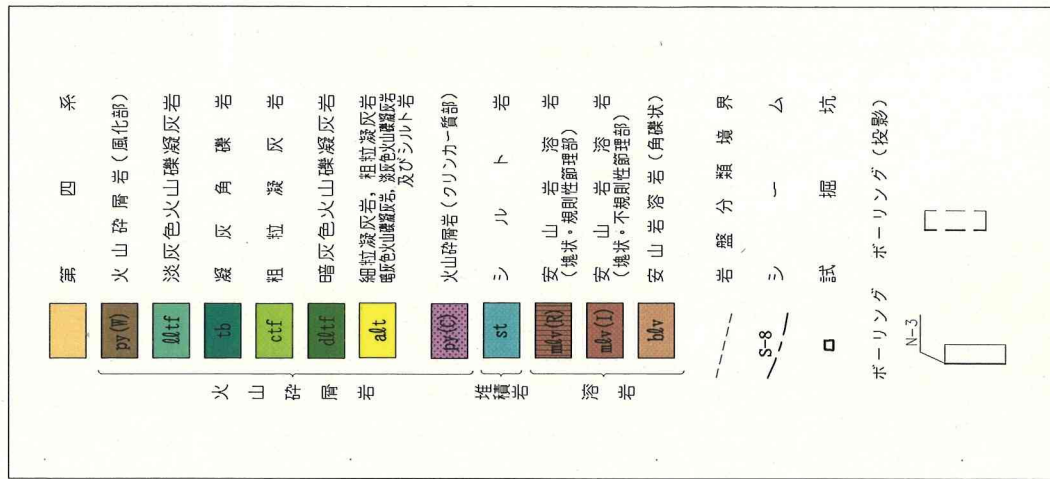 第四系
py(W) 火山砕屑岩(風化部)
lltf 淡灰色火山礫凝灰岩
tb 凝灰角礫岩
ctf 粗粒凝灰岩
dltf 暗灰色火山礫凝灰岩
alt 細粒凝灰岩，粗粒凝灰岩
暗灰色火山礫凝灰岩，淡灰色火山礫凝灰岩
及びシルト岩
py(C) 火山砕屑岩(クリンカー質部)
火山砕屑岩
st シルト岩
堆積岩
mlv(R) 安山岩溶岩
(塊状・規則性節理部)
mlv(I) 安山岩溶岩
(塊状・不規則性節理部)
blv 安山岩溶岩(角礫状)
溶岩
岩盤分類境界
S-8 シーム
試掘坑
ボーリング ボーリング(投影)
N-3